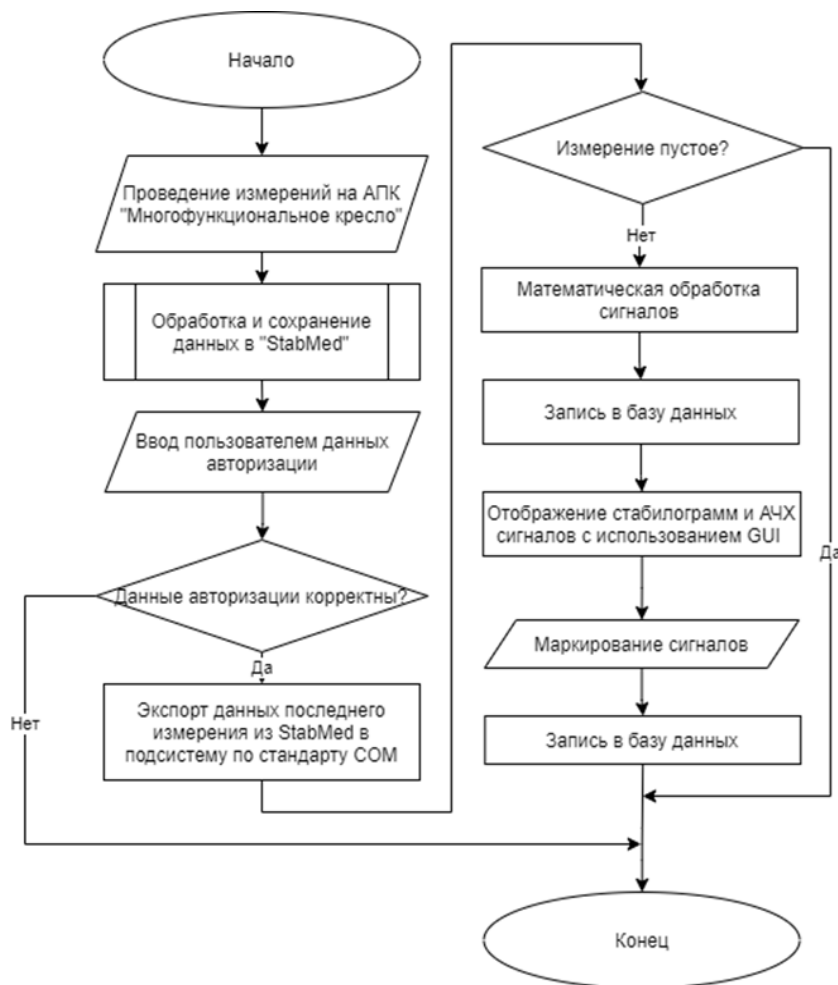 Начало
Проведение измерений на АПК
"Многофункциональное кресло"
Обработка и сохранение
данных в "StabMed"
Ввод пользователем данных
авторизации
Данные авторизации корректны?
Да
Нет
Экспорт данных последнего
измерения из StabMed в
подсистему по стандарту COM
Измерение пустое?
Нет
Да
Математическая обработка
сигналов
Запись в базу данных
Отображение стабилограмм и АЧХ
сигналов с использованием GUI
Маркирование сигналов
Запись в базу данных
Конец